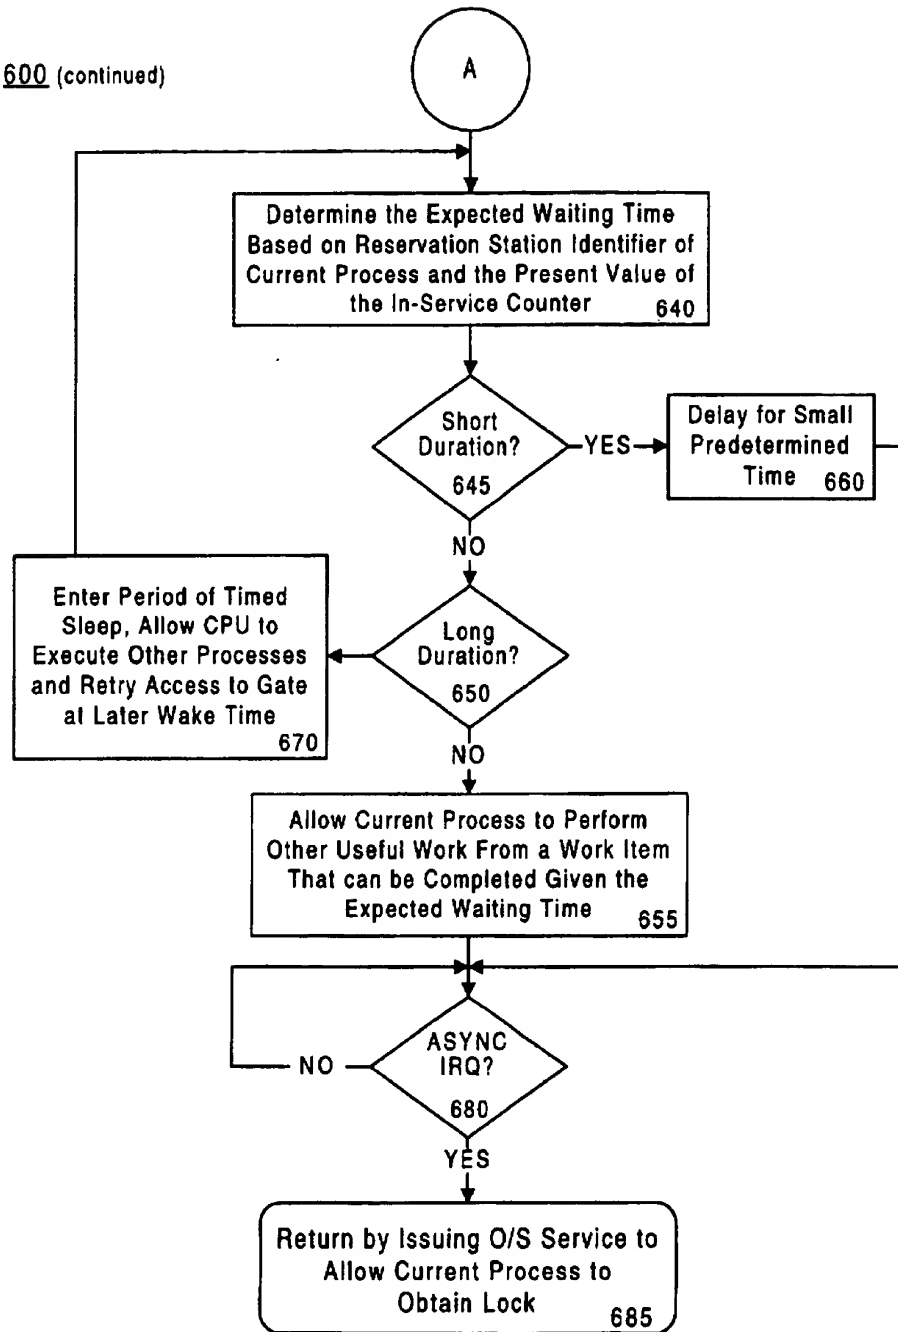 A
600 (continued)
Determine the Expected Waiting Time
Based on Reservation Station Identifier of
Current Process and the Present Value of
the In-Service Counter
640
Short
Duration?
645
YES
Delay for Small
Predetermined
Time
660
NO
Enter Period of Timed
Sleep, Allow CPU to
Execute Other Processes
and Retry Access to Gate
at Later Wake Time
670
Long
Duration?
650
NO
Allow Current Process to Perform
Other Useful Work From a Work Item
That can be Completed Given the
Expected Waiting Time
655
ASYNC
IRQ?
680
NO
YES
Return by Issuing O/S Service to
Allow Current Process to
Obtain Lock
685